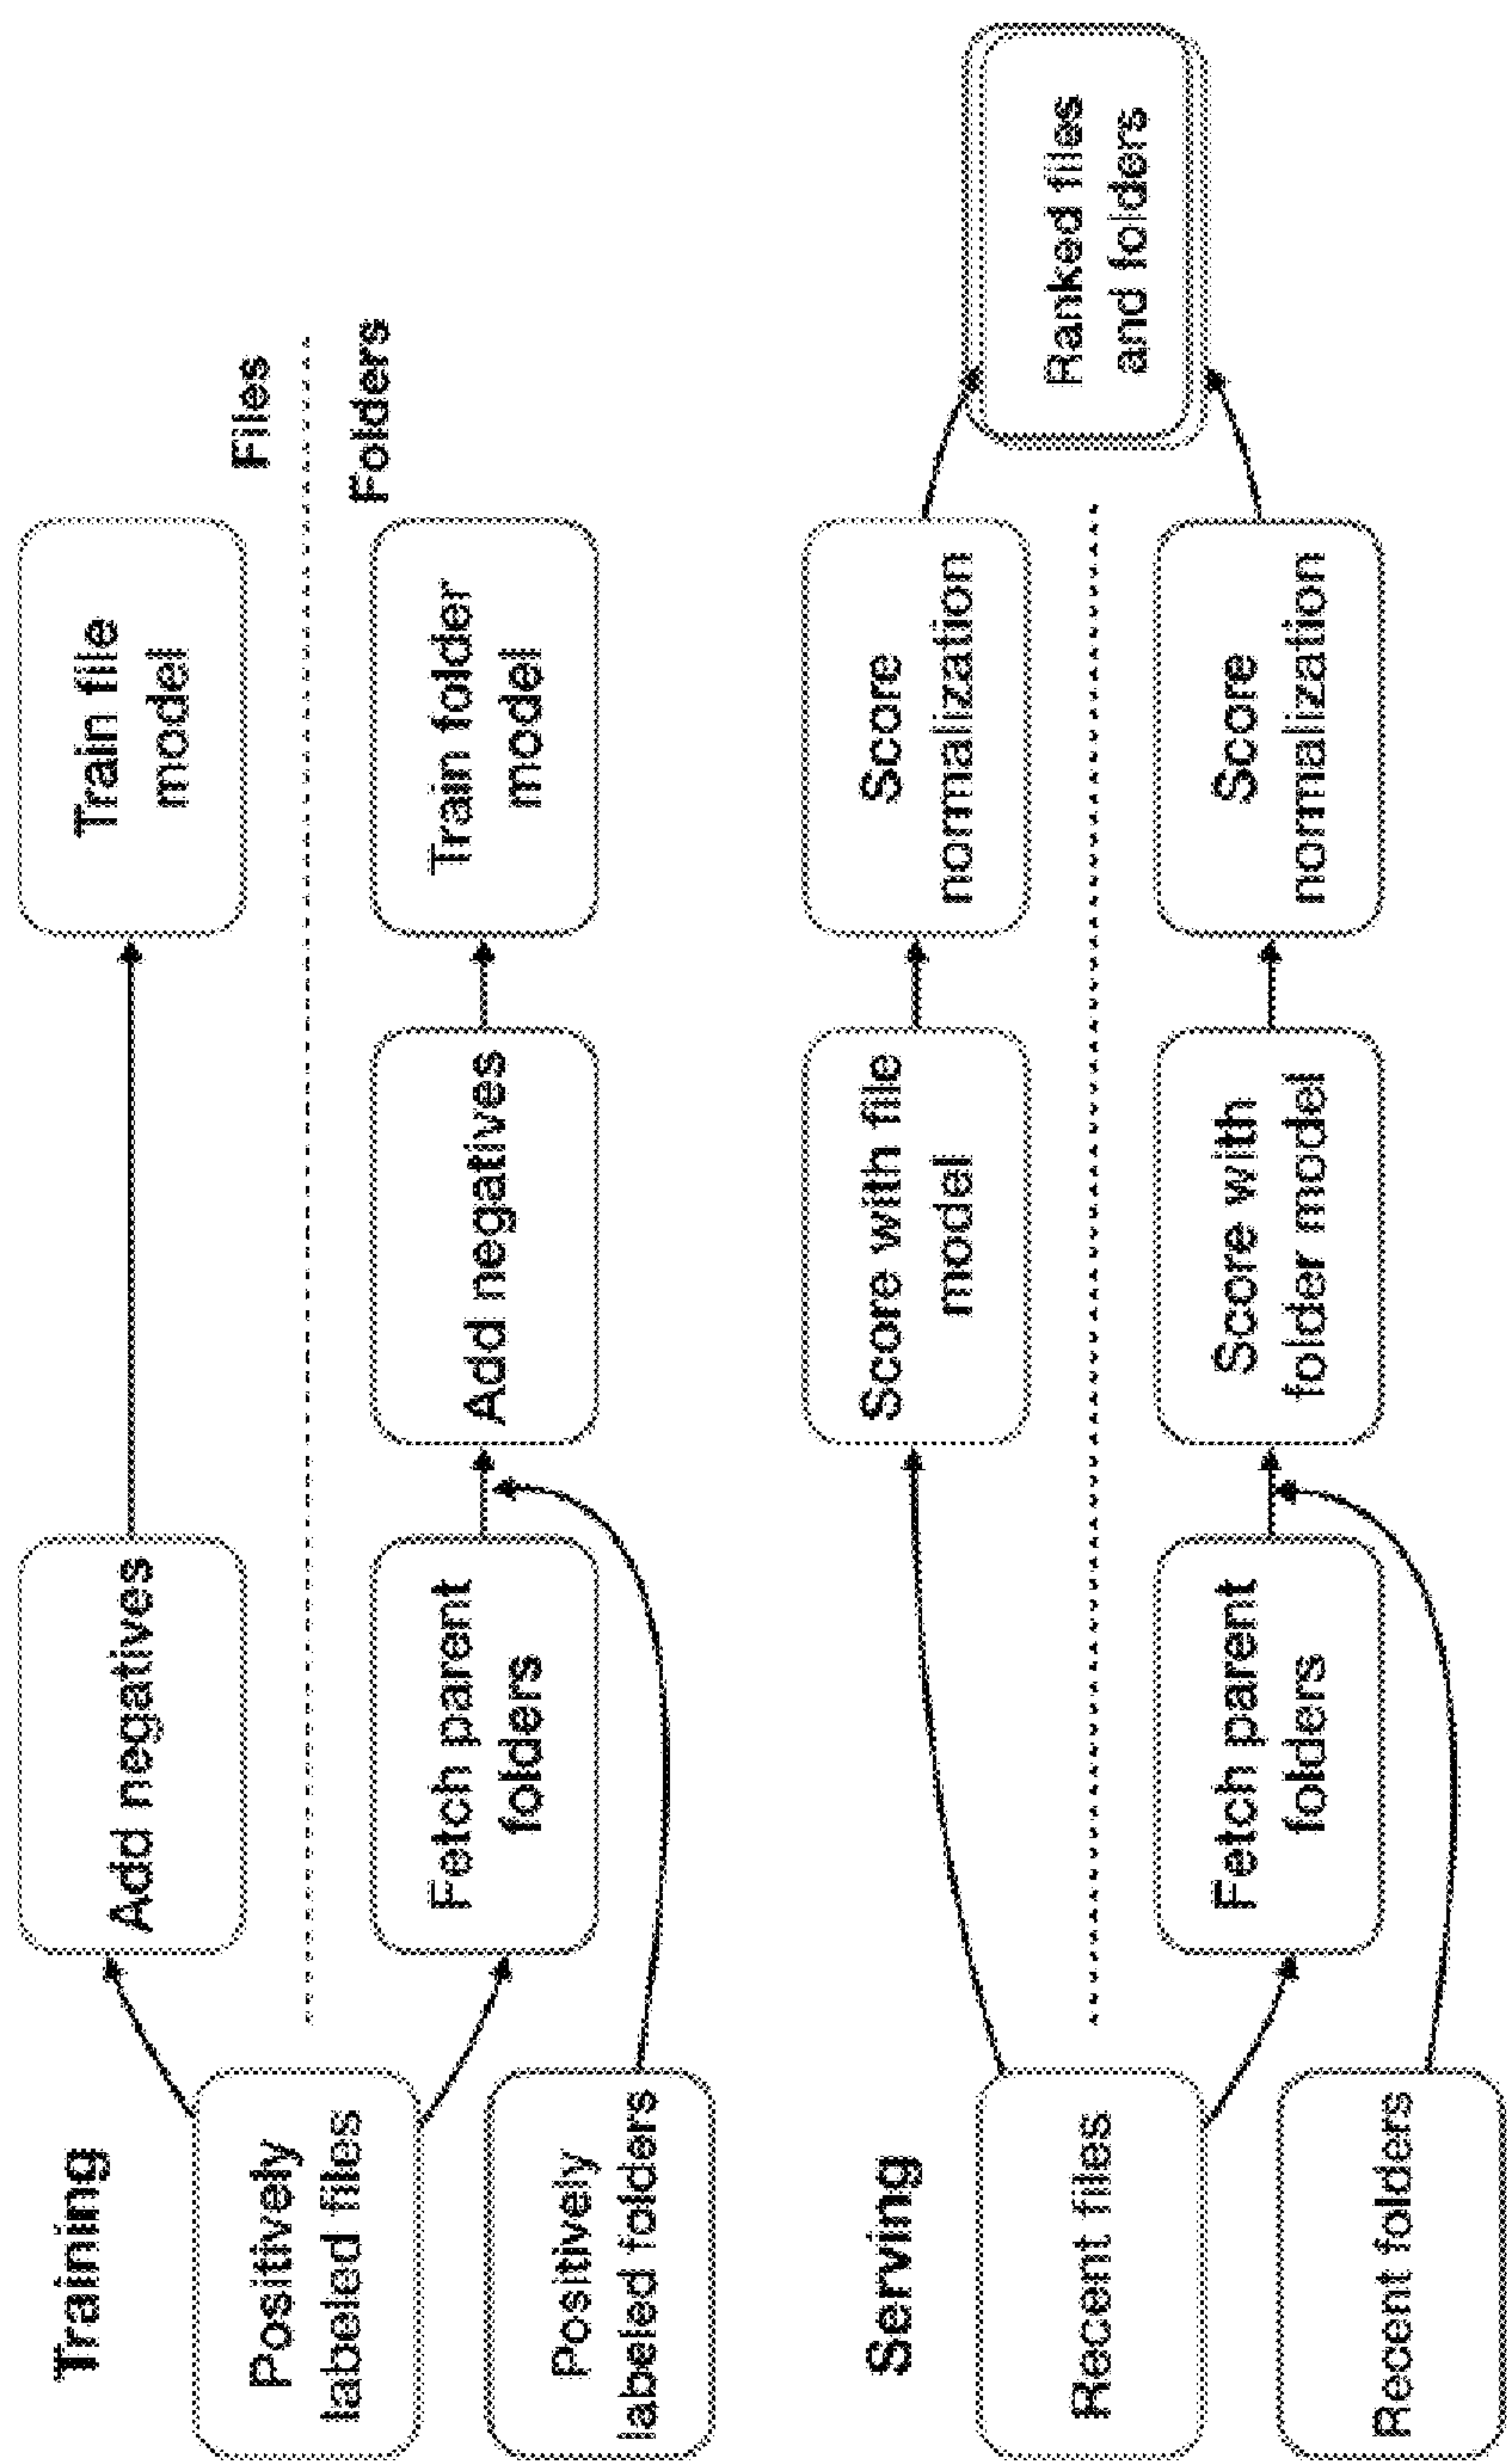 Training
Positively
labeled files
Positively
labeled folders
Add negatives
Fetch parent
folders
Add negatives
Train file
model
Train folder
model
Files
Folders
Serving
Recent files
Recent folders
Fetch parent
folders
Score with file
model
Score with
folder model
Score
normalization
Score
normalization
Ranked files
and folders